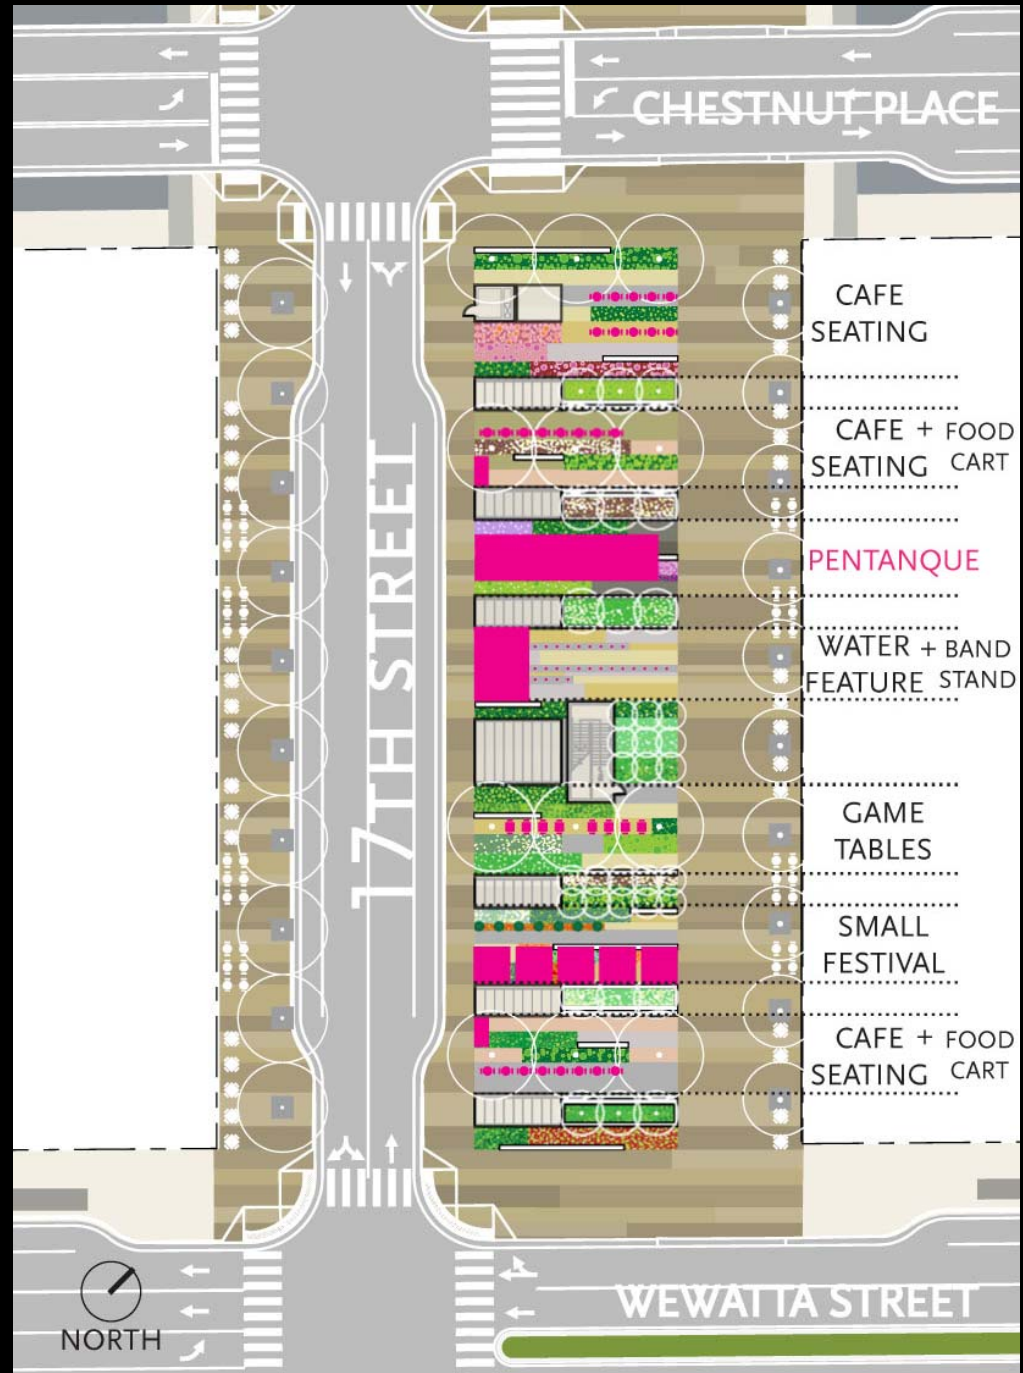 CHESTNUT PLACE
CAFE
SEATING
CAFE + FOOD
SEATING CART
17TH STREET
PENTANQUE
WATER + BAND
FEATURE STAND
GAME
TABLES
SMALL
FESTIVAL
CAFE + FOOD
SEATING CART
WEWATTA STREET
NORTH